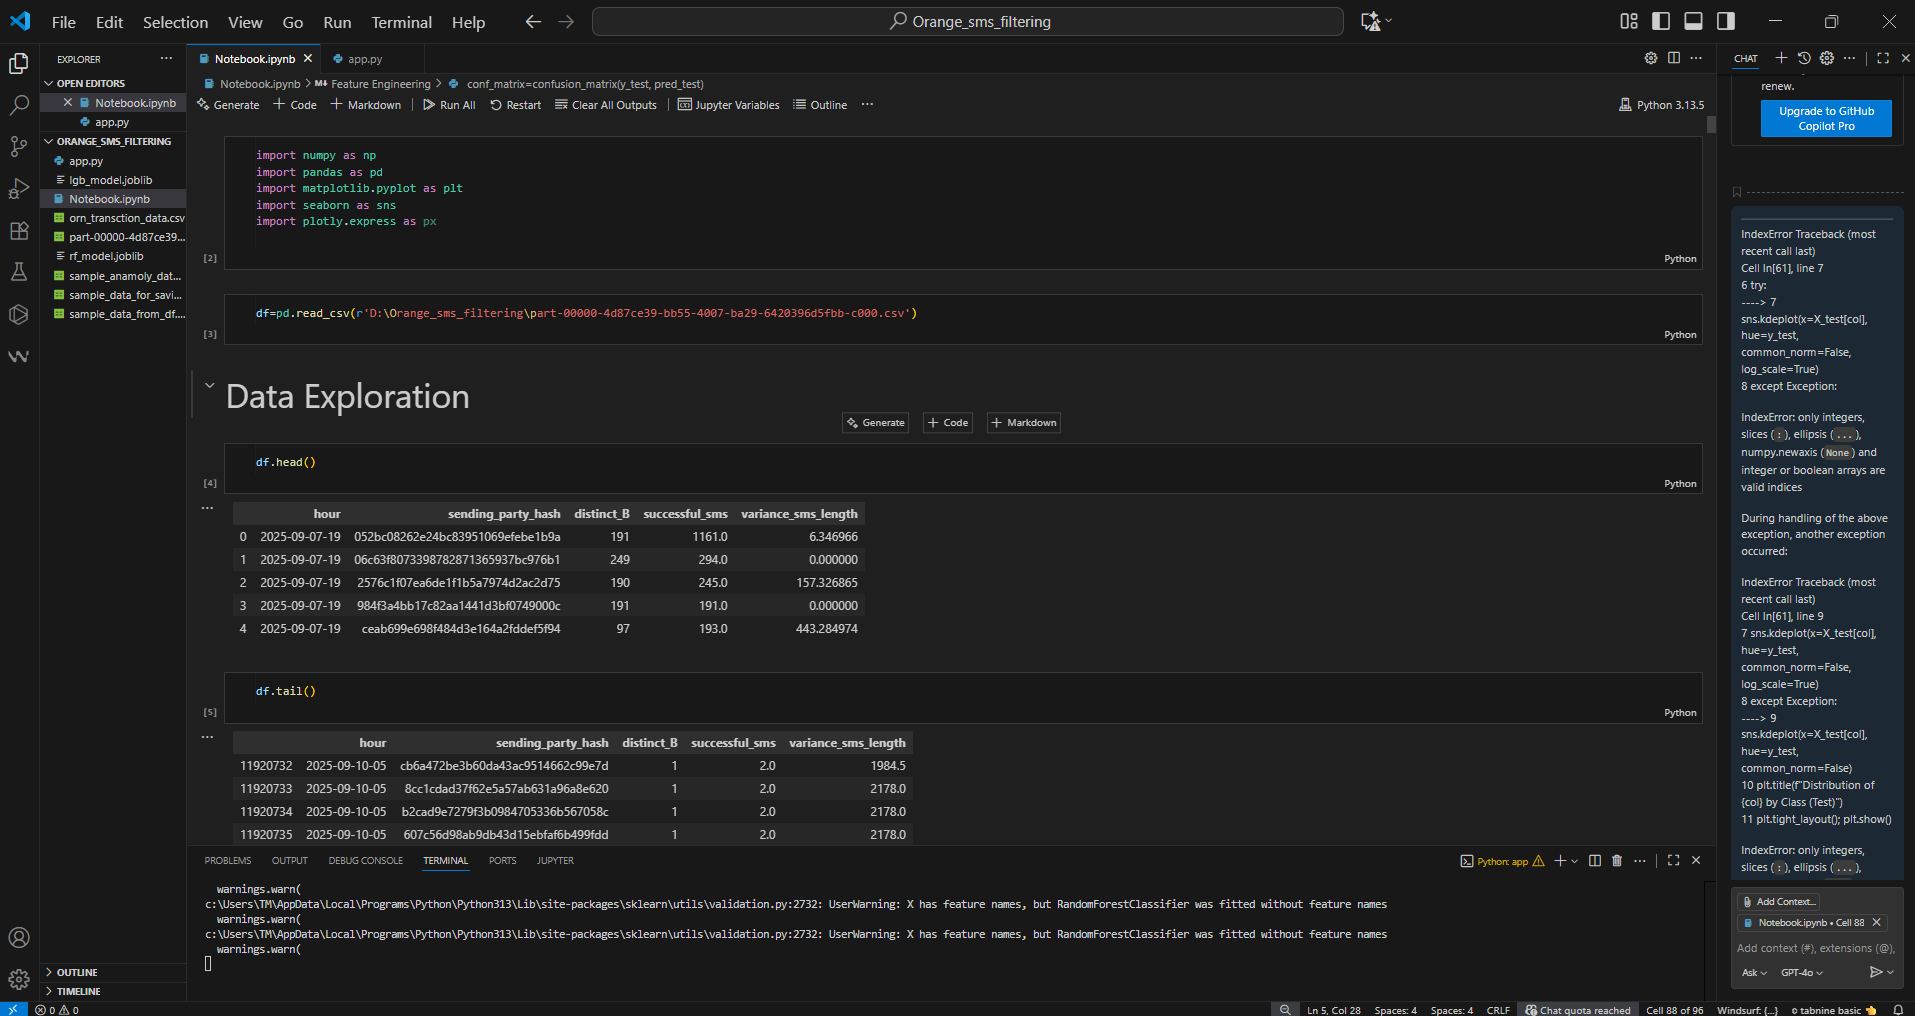 File Edit Selection View Go Run Terminal Help
Orange_sms_filtering
EXPLORER
OPEN EDITORS
Notebook.ipynb
app.py
ORANGE_SMS_FILTERING
app.py
lgb_model.joblib
Notebook.ipynb
orn_transction_data.csv
part-00000-4d87ce39...
rf_model.joblib
sample_anamoly_dat...
sample_data_for_savi...
sample_data_from_df....
OUTLINE
TIMELINE
Notebook.ipynb app.py
Notebook.ipynb > Feature Engineering > conf_matrix=confusion_matrix(y_test, pred_test)
Generate Code Markdown Run All Restart Clear All Outputs Jupyter Variables Outline ... Python 3.13.5
import numpy as np
import pandas as pd
import matplotlib.pyplot as plt
import seaborn as sns
import plotly.express as px
[2] Python
df=pd.read_csv(r'D:\Orange_sms_filtering\part-00000-4d87ce39-bb55-4007-ba29-6420396d5fbb-c000.csv')
[3] Python
Data Exploration
Generate Code Markdown
df.head()
[4] Python
hour sending_party_hash distinct_B successful_sms variance_sms_length
0 2025-09-07-19 052bc08262e24bc83951069efebe1b9a 191 1161.0 6.346966
1 2025-09-07-19 06c63f8073398782871365937bc976b1 249 294.0 0.000000
2 2025-09-07-19 2576c1f07ea6de1f1b5a7974d2ac2d75 190 245.0 157.326865
3 2025-09-07-19 984f3a4bb17c82aa1441d3bf0749000c 191 191.0 0.000000
4 2025-09-07-19 ceab699e698f484d3e164a2fddef5f94 97 193.0 443.284974
df.tail()
[5] Python
hour sending_party_hash distinct_B successful_sms variance_sms_length
11920732 2025-09-10-05 cb6a472be3b60da43ac9514662c99e7d 1 2.0 1984.5
11920733 2025-09-10-05 8cc1cdad37f62e5a57ab631a96a8e620 1 2.0 2178.0
11920734 2025-09-10-05 b2cad9e7279f3b0984705336b567058c 1 2.0 2178.0
11920735 2025-09-10-05 607c56d98ab9db43d15ebfaf6b499fdd 1 2.0 2178.0
PROBLEMS OUTPUT DEBUG CONSOLE TERMINAL PORTS JUPYTER
Python: app
warnings.warn(
c:\Users\TM\AppData\Local\Programs\Python\Python313\Lib\site-packages\sklearn\utils\validation.py:2732: UserWarning: X has feature names, but RandomForestClassifier was fitted without feature names
warnings.warn(
c:\Users\TM\AppData\Local\Programs\Python\Python313\Lib\site-packages\sklearn\utils\validation.py:2732: UserWarning: X has feature names, but RandomForestClassifier was fitted without feature names
warnings.warn(
CHAT
renew.
Upgrade to GitHub
Copilot Pro
IndexError Traceback (most
recent call last)
Cell In[61], line 7
6 try:
----> 7
sns.kdeplot(x=X_test[col],
hue=y_test,
common_norm=False,
log_scale=True)
8 except Exception:
IndexError: only integers,
slices (:), ellipsis (...),
numpy.newaxis (None) and
integer or boolean arrays are
valid indices
During handling of the above
exception, another exception
occurred:
IndexError Traceback (most
recent call last)
Cell In[61], line 9
7 sns.kdeplot(x=X_test[col],
hue=y_test,
common_norm=False,
log_scale=True)
8 except Exception:
----> 9
sns.kdeplot(x=X_test[col],
hue=y_test,
common_norm=False)
10 plt.title(f"Distribution of
{col} by Class (Test)")
11 plt.tight_layout(); plt.show()
IndexError: only integers,
slices (:), ellipsis (...),
Add Context...
Notebook.ipynb • Cell 88
Add context (#), extensions (@),
Ask GPT-4o
0 0
Ln 5, Col 28 Spaces: 4 Spaces: 4 CRLF Chat quota reached Cell 88 of 96 Windsurf: {...} tabnine basic